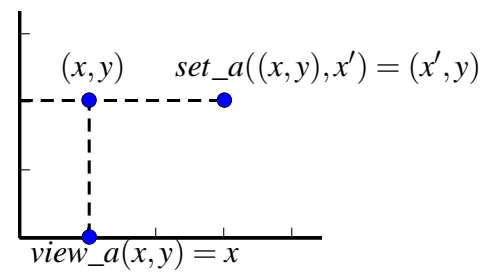 (x, y)
set_a((x, y), x′) = (x′, y)
view_a(x, y) = x